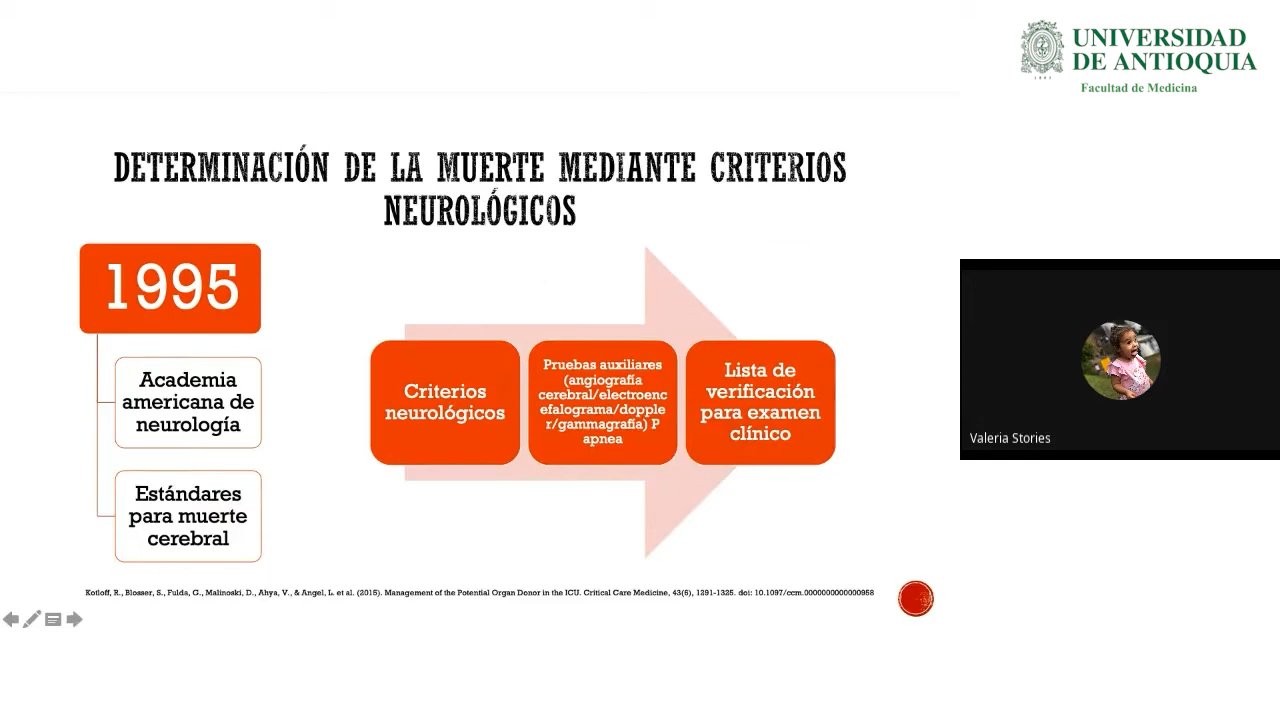 UNIVERSIDAD
DE ANTIOQUIA
1803
Facultad de Medicina
DETERMINACIÓN DE LA MUERTE MEDIANTE CRITERIOS
NEUROLÓGICOS
1995
Academia
americana de
neurología
Estándares
para muerte
cerebral
Criterios
neurológicos
Pruebas auxiliares
(angiografía
cerebral/electroenc
efalograma/dopple
r/gammagrafía) P
apnea
Lista de
verificación
para examen
clínico
Valeria Stories
Kotloff, R., Blosser, S., Fulda, G., Malinoski, D., Ahya, V., & Angel, L. et al. (2015). Management of the Potential Organ Donor in the ICU. Critical Care Medicine, 43(6), 1291-1325. doi: 10.1097/ccm.0000000000000958